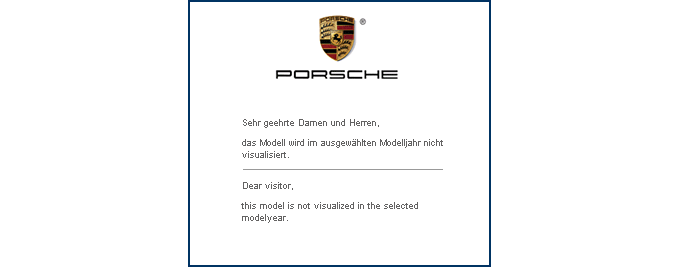 ®
PORSCHE
Sehr geehrte Damen und Herren,
das Modell wird im ausgewählten Modelljahr nicht
visualisiert.
Dear visitor,
this model is not visualized in the selected
modelyear.